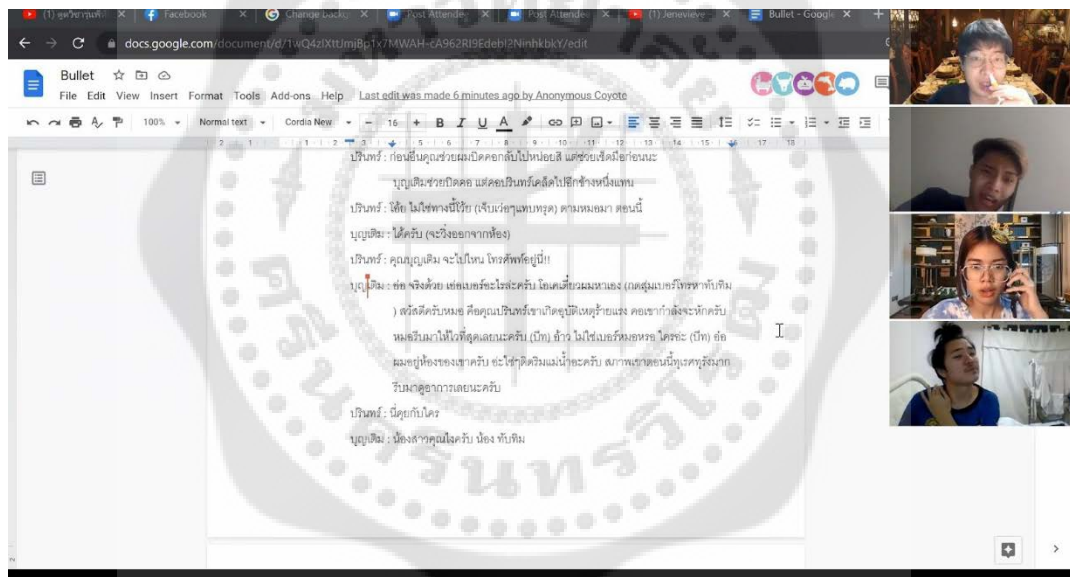 (1)
Facebook
Change Back
Post Attendee
Post Attendee
(1) Jenevieve
Bullet - Google
docs.google.com/document/d/1wQ4zIXttJmjBp1x7MWAH-cA962RI9EdebI2NinhkbkY/edit
Bullet
File Edit View Insert Format Tools Add-ons Help Last edit was made 6 minutes ago by Anonymous Coyote
100% Normal text Cordia New 16 B I U A
ปรินทร์ : ก่อนอื่นคุณช่วยผมบิดคอกลับไปหน่อยสิ แต่ช่วยเช็ดมือก่อนนะ
บุญเติมช่วยบิดคอ แต่คอปรินทร์เคล็ดไปอีกข้างหนึ่งแทน
ปรินทร์ : โอ้ย ไม่ใช่ทางนี้โว้ย (เจ็บเว่อๆแทบทรุด) ตามหมอมา ตอนนี้
บุญเติม : ได้ครับ (จะวิ่งออกจากห้อง)
ปรินทร์ : คุณบุญเติม จะไปไหน โทรศัพท์อยู่นี่!!
บุญเติม : อ๋อ จริงด้วย เอ่อเบอร์อะไรล่ะครับ โอเคเดี๋ยวผมหาเอง (กดสุ่มเบอร์โทรหาทับทิม
) สวัสดีครับหมอ คือคุณปรินทร์เขาเกิดอุบัติเหตุร้ายแรง คอเขากำลังจะหักครับ
หมอรีบมาให้ไวที่สุดเลยนะครับ (บีท) อ้าว ไม่ใช่เบอร์หมอหรอ ใครอ่ะ (บีท) อ๋อ
ผมอยู่ห้องของเขาครับ อ่ะใช่ๆติดริมแม่น้ำอะครับ สภาพเขาตอนนี้ทุเรศทุรังมาก
รีบมาดูอาการเลยนะครับ
ปรินทร์ : นี่คุยกับใคร
บุญเติม : น้องสาวคุณไงครับ น้อง ทับทิม